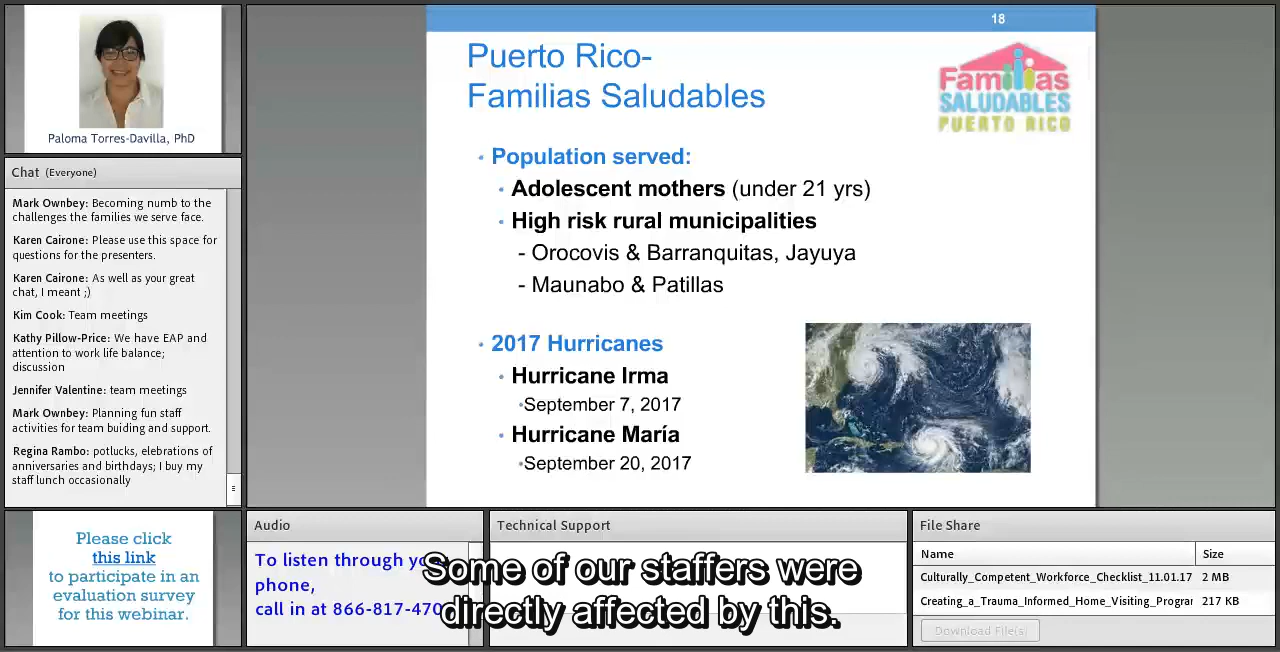 Paloma Torres-Davilla, PhD
Chat (Everyone)
Mark Ownbey: Becoming numb to the
challenges the families we serve face.
Karen Cairone: Please use this space for
questions for the presenters.
Karen Cairone: As well as your great
chat, I meant ;)
Kim Cook: Team meetings
Kathy Pillow-Price: We have EAP and
attention to work life balance;
discussion
Jennifer Valentine: team meetings
Mark Ownbey: Planning fun staff
activities for team buiding and support.
Regina Rambo: potlucks, elebrations of
anniversaries and birthdays; I buy my
staff lunch occasionally
18
Puerto Rico-
Familias Saludables
Familias
SALUDABLES
PUERTO RICO
• Population served:
• Adolescent mothers (under 21 yrs)
• High risk rural municipalities
- Orocovis & Barranquitas, Jayuya
- Maunabo & Patillas
• 2017 Hurricanes
• Hurricane Irma
•September 7, 2017
• Hurricane María
•September 20, 2017
Please click
this link
to participate in an
evaluation survey
for this webinar.
Audio
To listen through
phone,
call in at 866-817-470
Technical Support
Some of our staffers were
directly affected by this.
File Share
Name Size
Culturally_Competent_Workforce_Checklist_11.01.17 2 MB
Creating_a_Trauma_Informed_Home_Visiting_Prograr 217 KB
Download File(s)